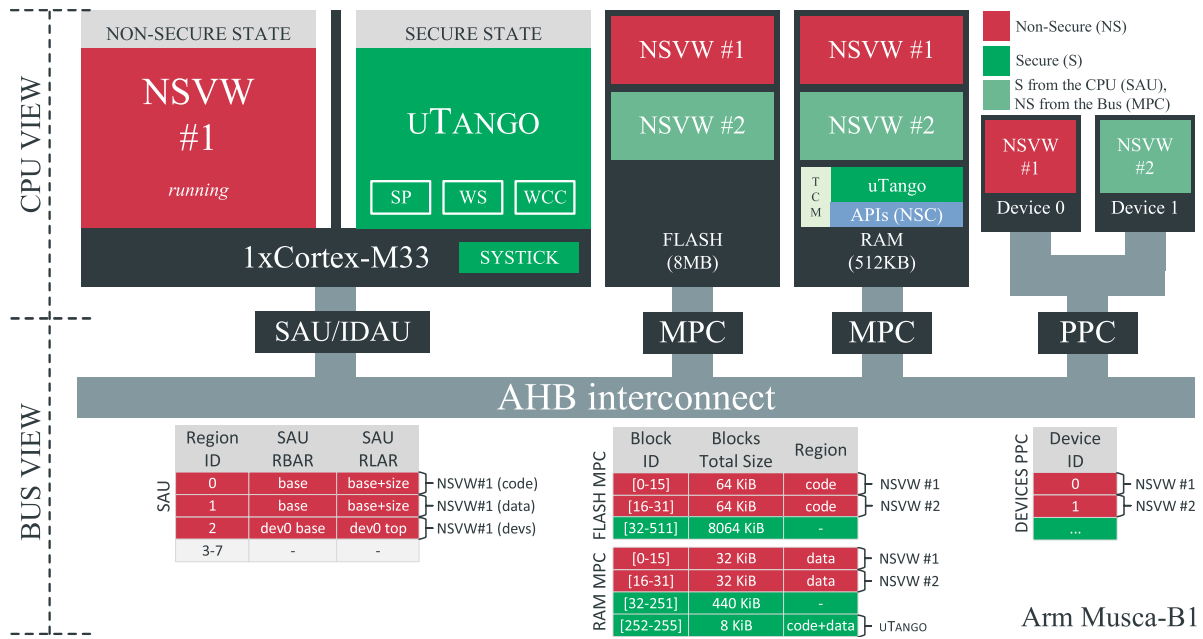 CPU VIEW
NON-SECURE STATE
SECURE STATE
NSVW
#1
running
UTANGO
SP
WS
WCC
1xCortex-M33
SYSTICK
NSVW #1
NSVW #2
FLASH
(8MB)
NSVW #1
NSVW #2
TCM
uTango
APIs (NSC)
RAM
(512KB)
Non-Secure (NS)
Secure (S)
S from the CPU (SAU),
NS from the Bus (MPC)
NSVW
#1
Device 0
NSVW
#2
Device 1
SAU/IDAU
MPC
MPC
PPC
BUS VIEW
AHB interconnect
SAU
Region ID SAU RBAR SAU RLAR
0 base base+size NSVW#1 (code)
1 base base+size NSVW#1 (data)
2 dev0 base dev0 top NSVW#1 (devs)
3-7 - -
FLASH MPC
Block ID Blocks Total Size Region
[0-15] 64 KiB code NSVW #1
[16-31] 64 KiB code NSVW #2
[32-511] 8064 KiB -
RAM MPC
[0-15] 32 KiB data NSVW #1
[16-31] 32 KiB data NSVW #2
[32-251] 440 KiB -
[252-255] 8 KiB code+data UTANGO
DEVICES PPC
Device ID
0 NSVW #1
1 NSVW #2
...
Arm Musca-B1